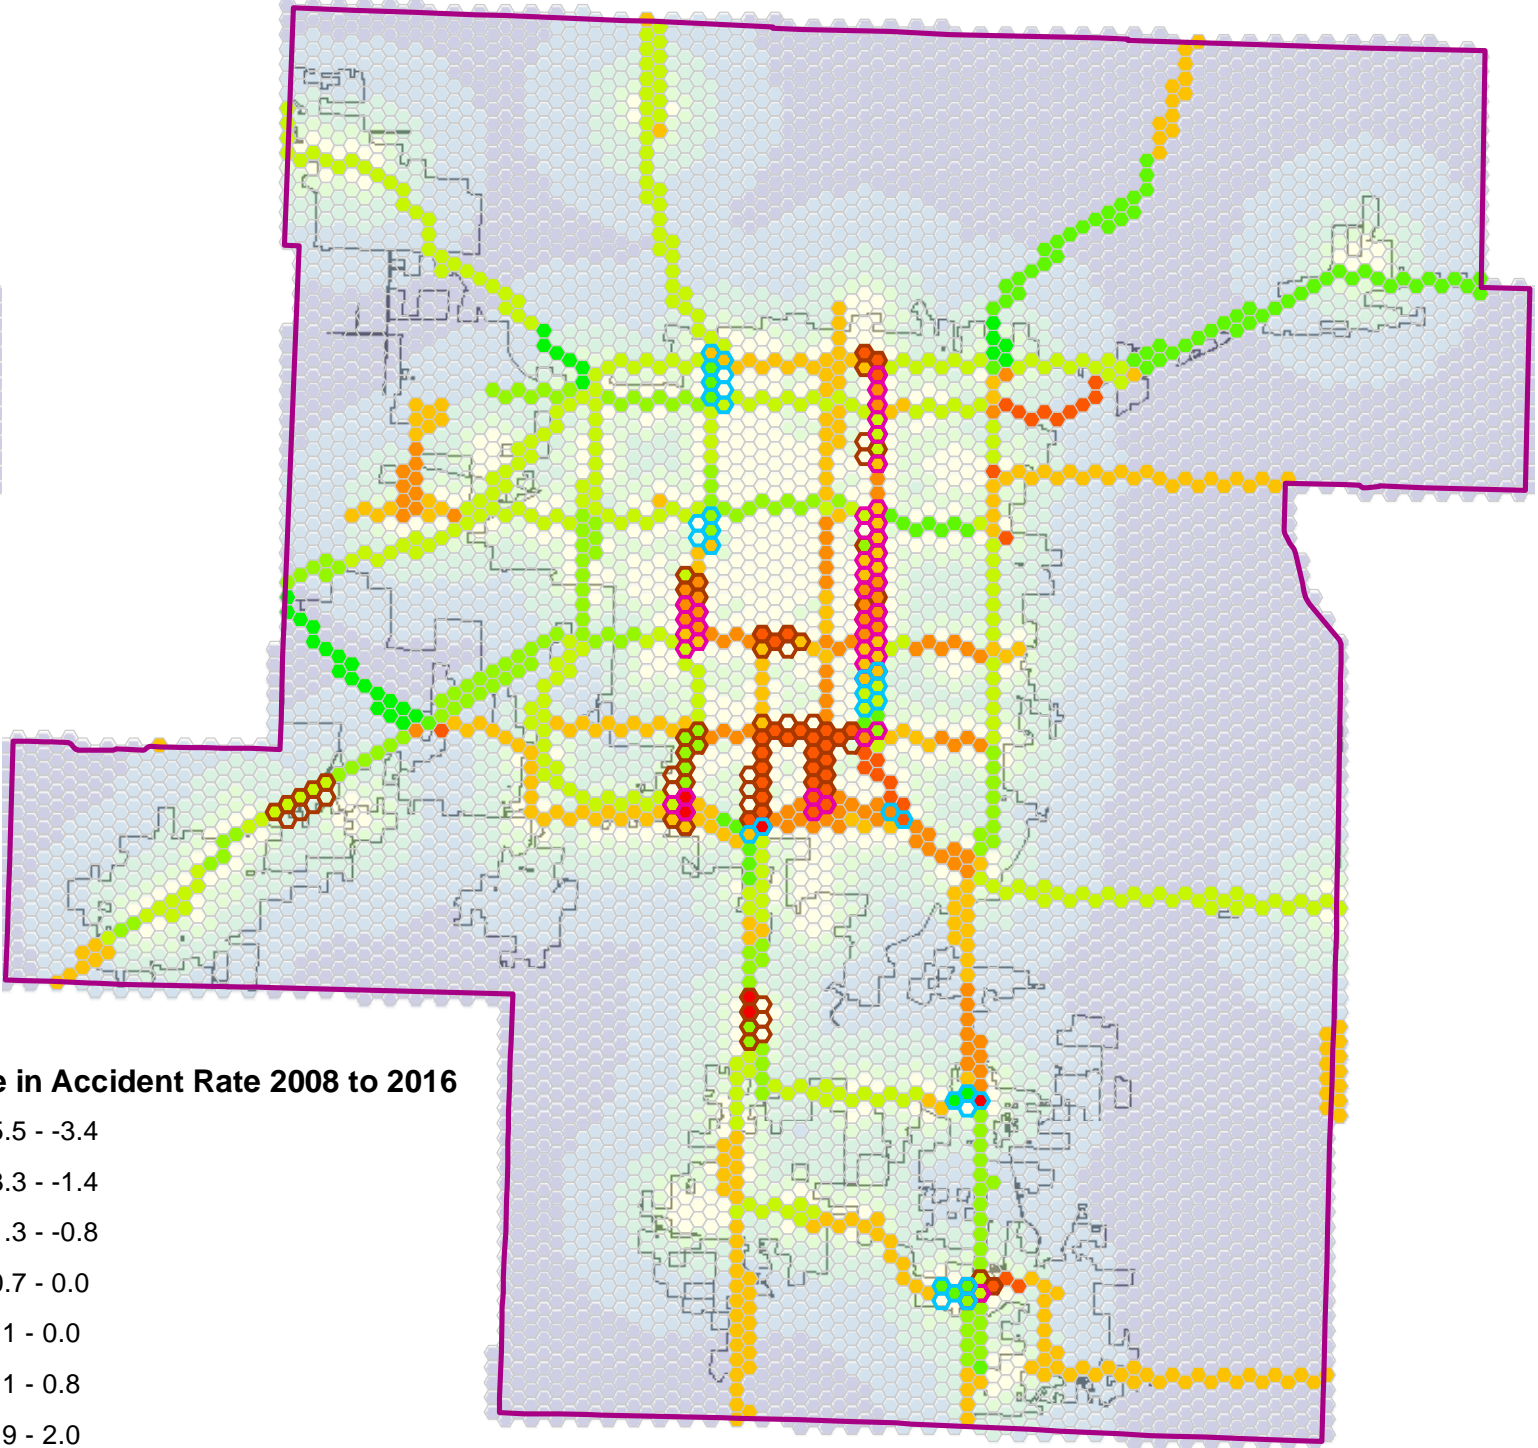 e in Accident Rate 2008 to 2016
5.5 - -3.4
3.3 - -1.4
.3 - -0.8
0.7 - 0.0
1 - 0.0
1 - 0.8
9 - 2.0